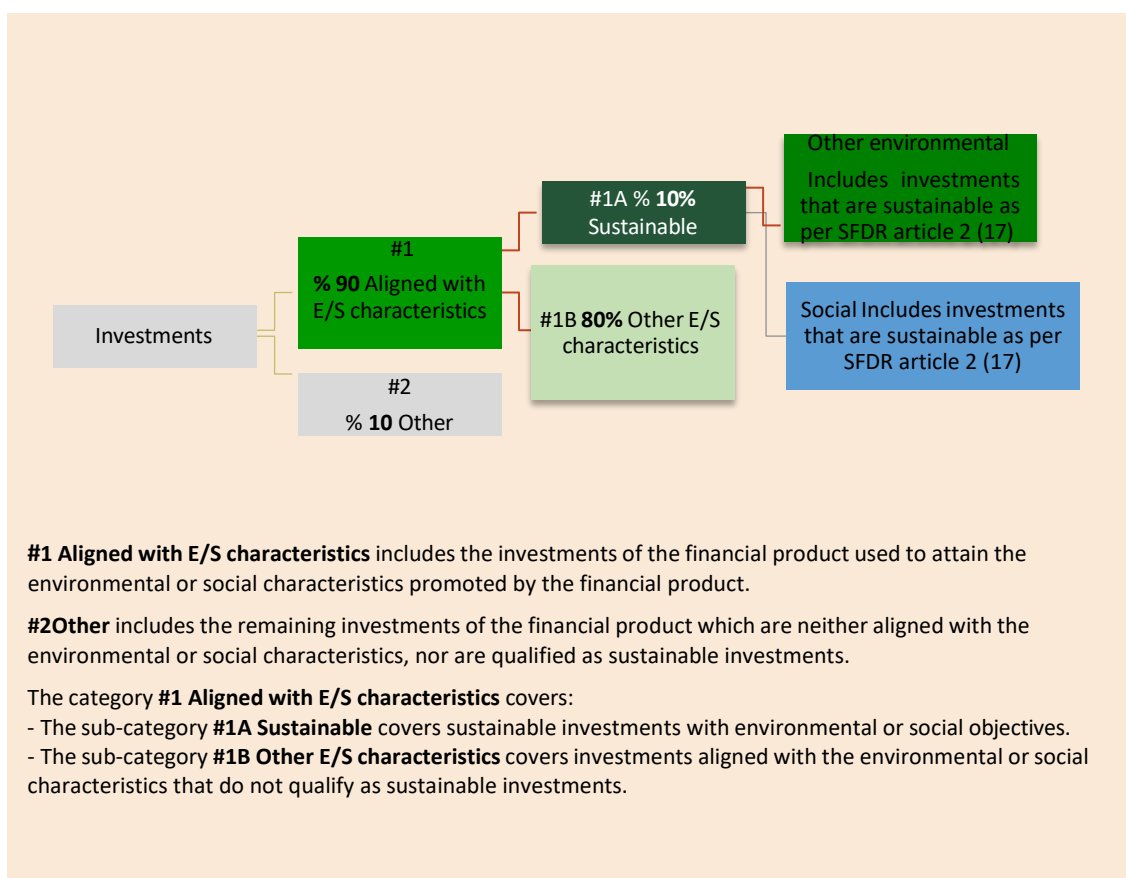 Investments
#1
% 90 Aligned with
E/S characteristics
#2
% 10 Other
#1A % 10%
Sustainable
#1B 80% Other E/S
characteristics
Other environmental
Includes investments
that are sustainable as
per SFDR article 2 (17)
Social Includes investments
that are sustainable as per
SFDR article 2 (17)
#1 Aligned with E/S characteristics includes the investments of the financial product used to attain the
environmental or social characteristics promoted by the financial product.
#2Other includes the remaining investments of the financial product which are neither aligned with the
environmental or social characteristics, nor are qualified as sustainable investments.
The category #1 Aligned with E/S characteristics covers:
- The sub-category #1A Sustainable covers sustainable investments with environmental or social objectives.
- The sub-category #1B Other E/S characteristics covers investments aligned with the environmental or social
characteristics that do not qualify as sustainable investments.